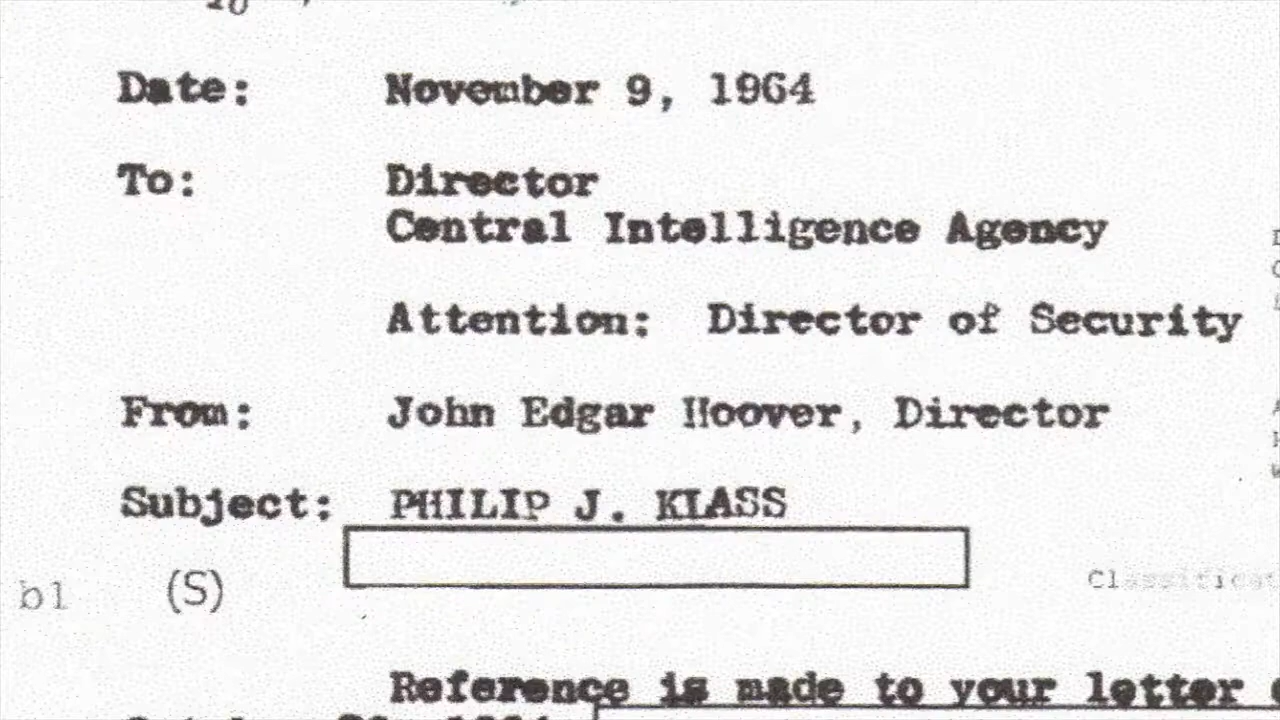 Date: November 9, 1964
To: Director
Central Intelligence Agency
Attention: Director of Security
From: John Edgar Hoover, Director
Subject: PHILIP J. KLASS
b1 (S)
Reference is made to your letter